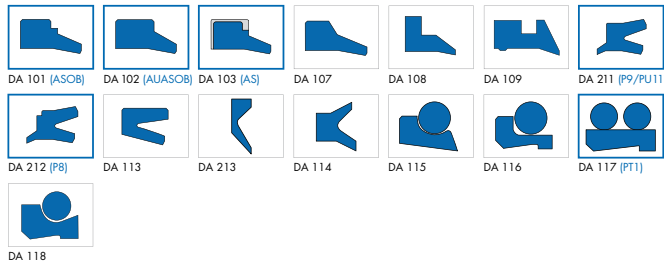 DA 101 (ASOB) DA 102 (AUASOB) DA 103 (AS) DA 107 DA 108 DA 109 DA 211 (P9/PU11
DA 212 (P8) DA 113 DA 213 DA 114 DA 115 DA 116 DA 117 (PT1)
DA 118